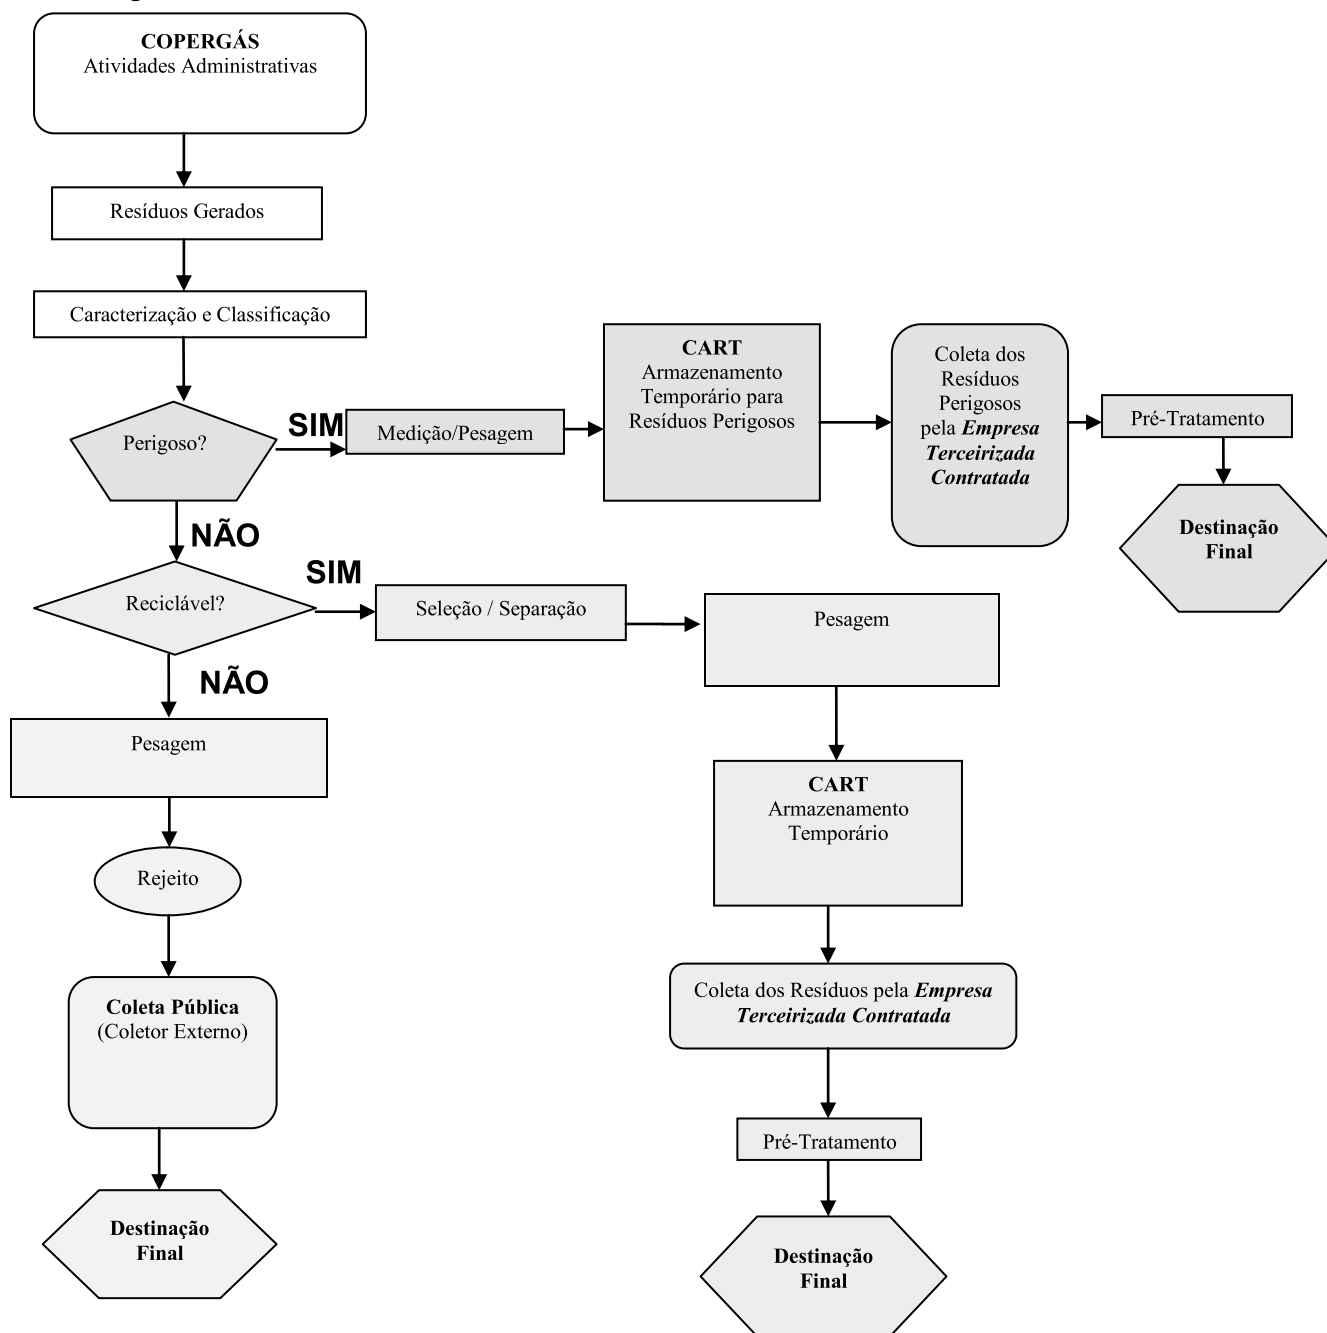 COPERGÁS
Atividades Administrativas
Resíduos Gerados
Caracterização e Classificação
Perigoso?
SIM
Medição/Pesagem
CART
Armazenamento
Temporário para
Resíduos Perigosos
Coleta dos
Resíduos
Perigosos
pela Empresa
Terceirizada
Contratada
Pré-Tratamento
Destinação
Final
NÃO
Reciclável?
SIM
Seleção / Separação
Pesagem
CART
Armazenamento
Temporário
Coleta dos Resíduos pela Empresa
Terceirizada Contratada
Pré-Tratamento
Destinação
Final
NÃO
Pesagem
Rejeito
Coleta Pública
(Coletor Externo)
Destinação
Final